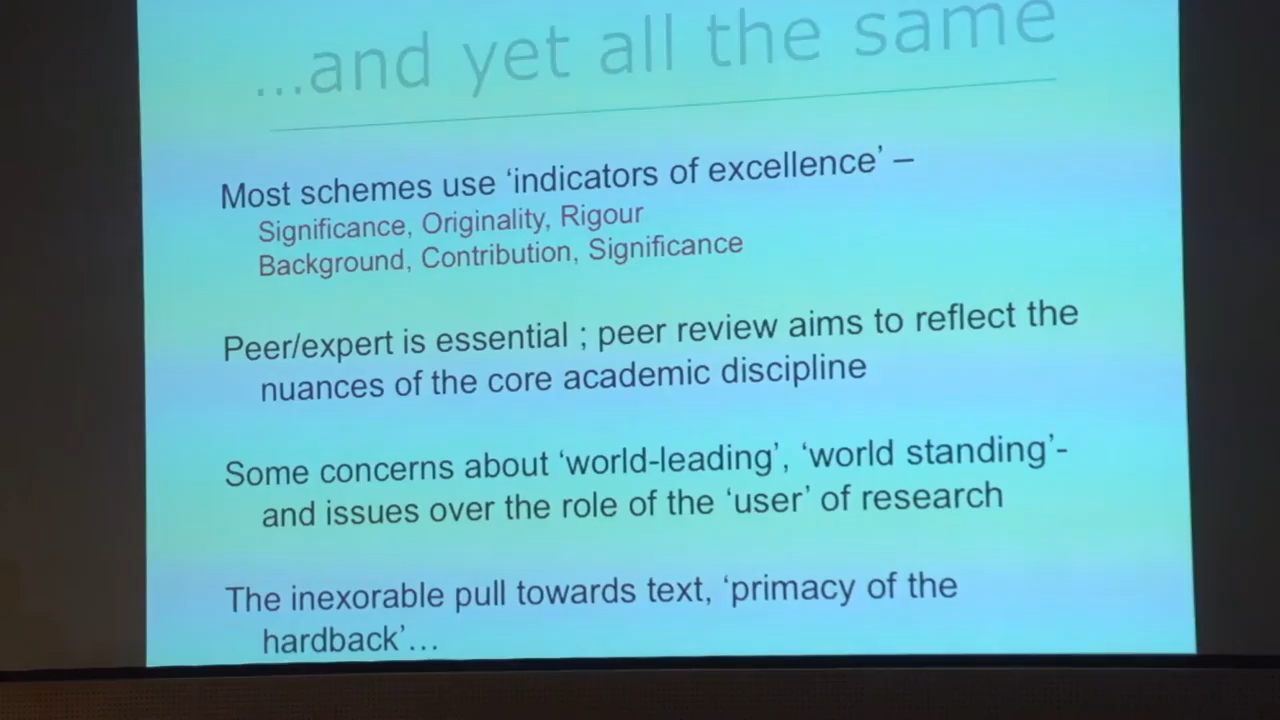 ...and yet all the same
Most schemes use ‘indicators of excellence’ –
Significance, Originality, Rigour
Background, Contribution, Significance
Peer/expert is essential ; peer review aims to reflect the
nuances of the core academic discipline
Some concerns about ‘world-leading’, ‘world standing’-
and issues over the role of the ‘user’ of research
The inexorable pull towards text, ‘primacy of the
hardback’...